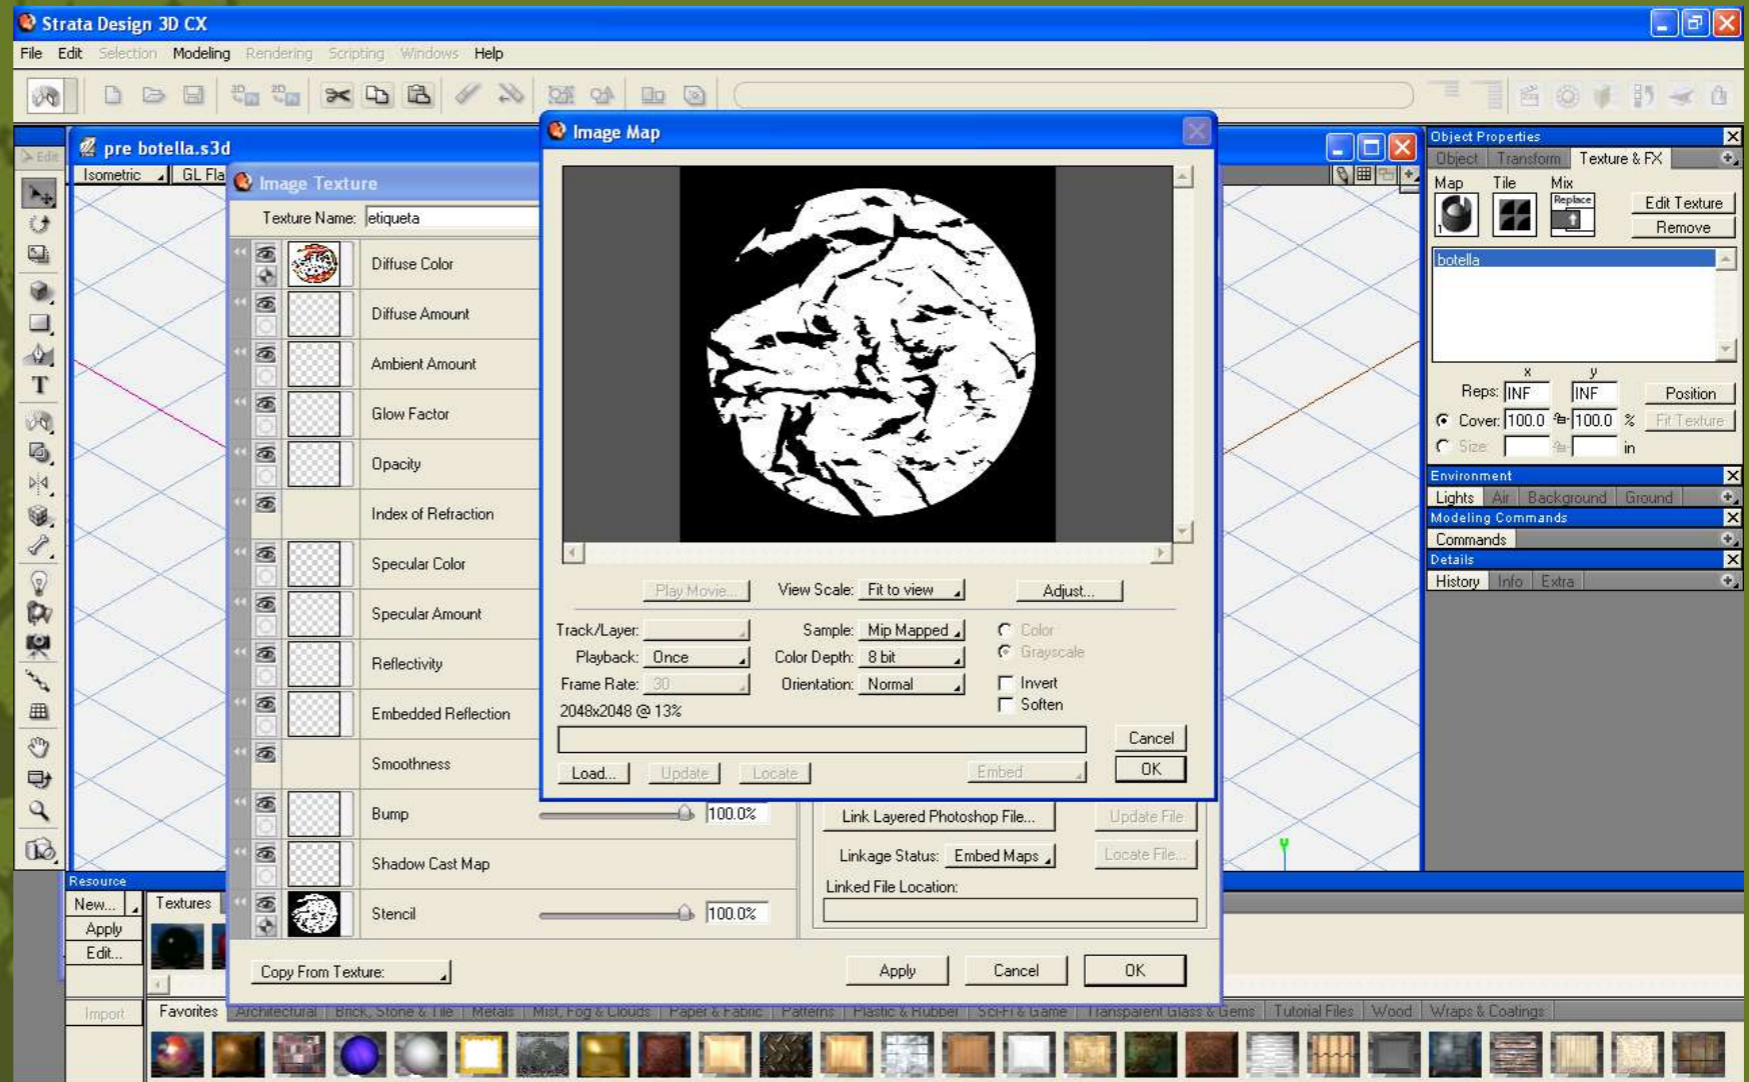 Strata Design 3D CX
File Edit Selection Modeling Rendering Scripting Windows Help
3D 2D
Edit
pre botella.s3d
Isometric GL Fla
Image Texture
Texture Name: etiqueta
Diffuse Color
Diffuse Amount
Ambient Amount
Glow Factor
Opacity
Index of Refraction
Specular Color
Specular Amount
Reflectivity
Embedded Reflection
Smoothness
Bump 100.0%
Shadow Cast Map
Stencil 100.0%
Copy From Texture:
Link Layered Photoshop File... Update File
Linkage Status: Embed Maps Locate File...
Linked File Location:
Apply Cancel OK
Image Map
Play Movie... View Scale: Fit to view Adjust...
Track/Layer: Sample: Mip Mapped Color
Playback: Once Color Depth: 8 bit Grayscale
Frame Rate: 30 Orientation: Normal Invert
2048x2048 @ 13% Soften
Cancel
Load... Update Locate Embed OK
Object Properties
Object Transform Texture & FX
Map Tile Mix
Replace
1
Edit Texture
Remove
botella
x y
Reps: INF INF Position
Cover: 100.0 100.0 % Fit Texture
Size: in
Environment
Lights Air Background Ground
Modeling Commands
Commands
Details
History Info Extra
T
y
Resource
New... Textures
Apply
Edit...
Import
Favorites Architectural Brick, Stone & Tile Metals Mist, Fog & Clouds Paper & Fabric Patterns Plastic & Rubber Sci-Fi & Game Transparent Glass & Gems Tutorial Files Wood Wraps & Coatings